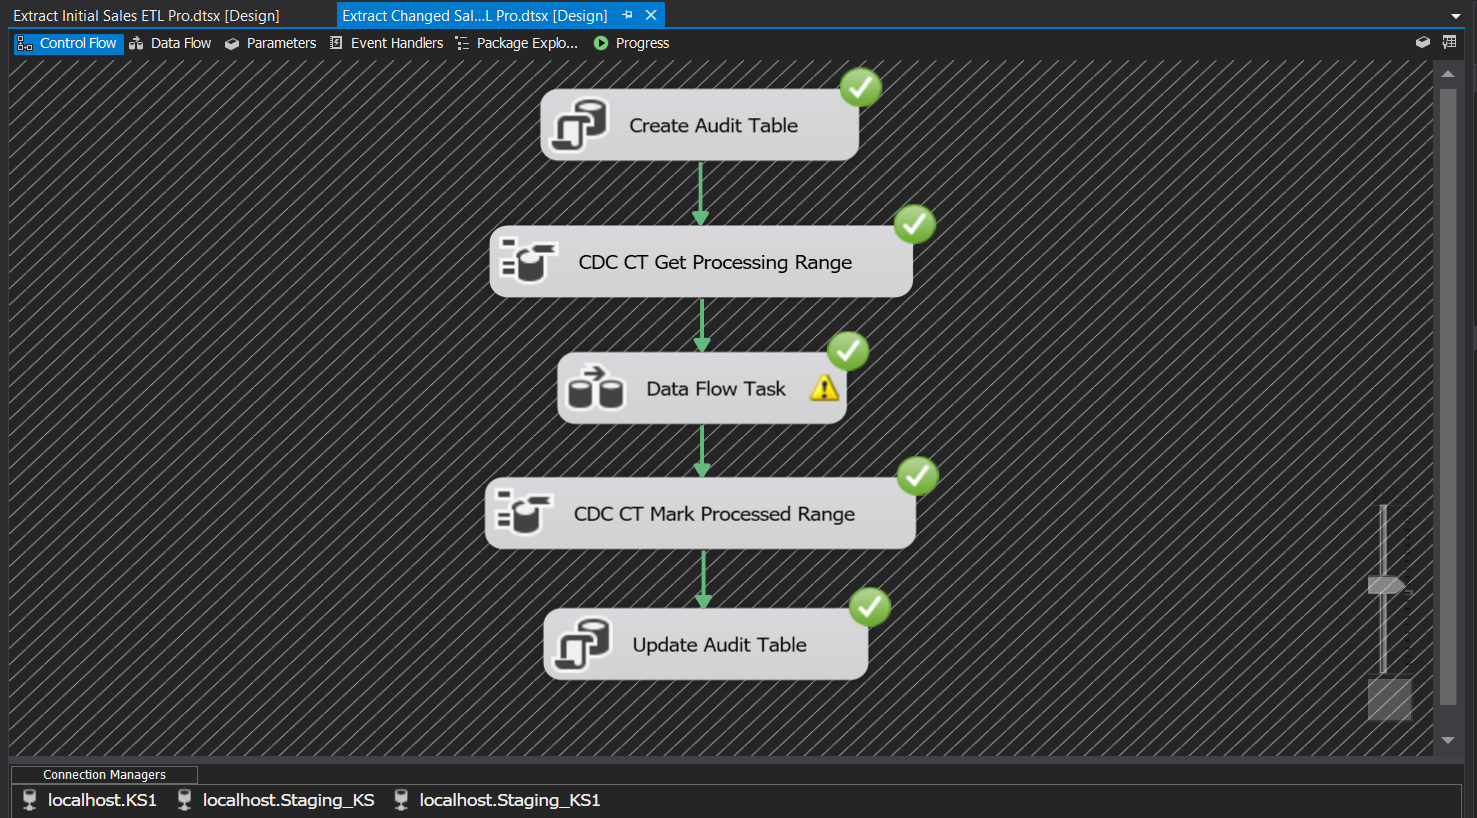 Extract Initial Sales ETL Pro.dtsx [Design]
Extract Changed Sal...L Pro.dtsx [Design]
Control Flow
Data Flow
Parameters
Event Handlers
Package Explo...
Progress
Create Audit Table
CDC CT Get Processing Range
Data Flow Task
CDC CT Mark Processed Range
Update Audit Table
Connection Managers
localhost.KS1
localhost.Staging_KS
localhost.Staging_KS1